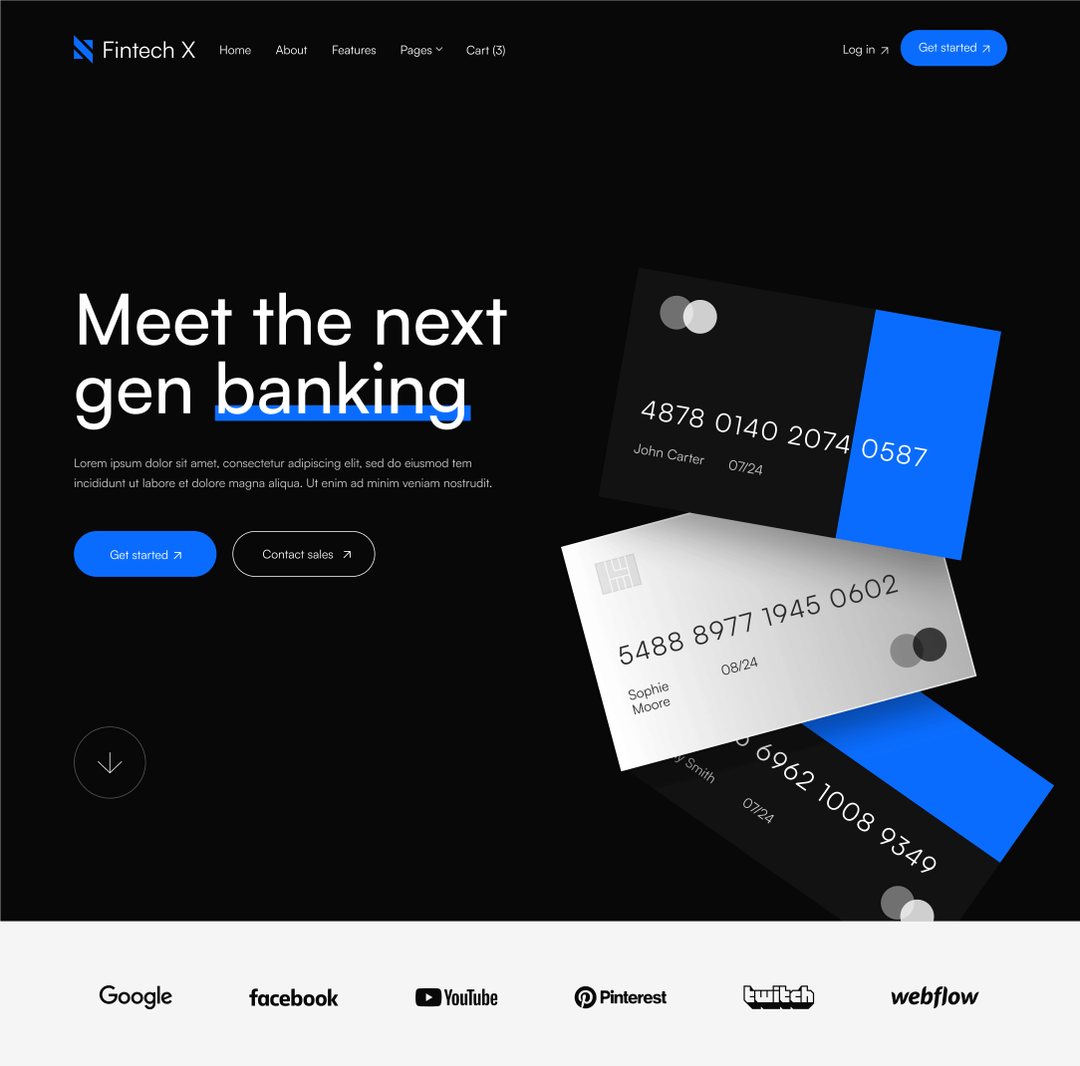 Fintech X
Home
About
Features
Pages
Cart (3)
Log in
Get started
Meet the next
gen banking
Lorem ipsum dolor sit amet, consectetur adipiscing elit, sed do eiusmod tem
incididunt ut labore et dolore magna aliqua. Ut enim ad minim veniam nostrudit.
Get started
Contact sales
4878 0140 2074 0587
John Carter
07/24
5488 8977 1945 0602
08/24
Sophie
Moore
6962 1008 9349
Smith
07/24
Google
facebook
YouTube
Pinterest
twitch
webflow